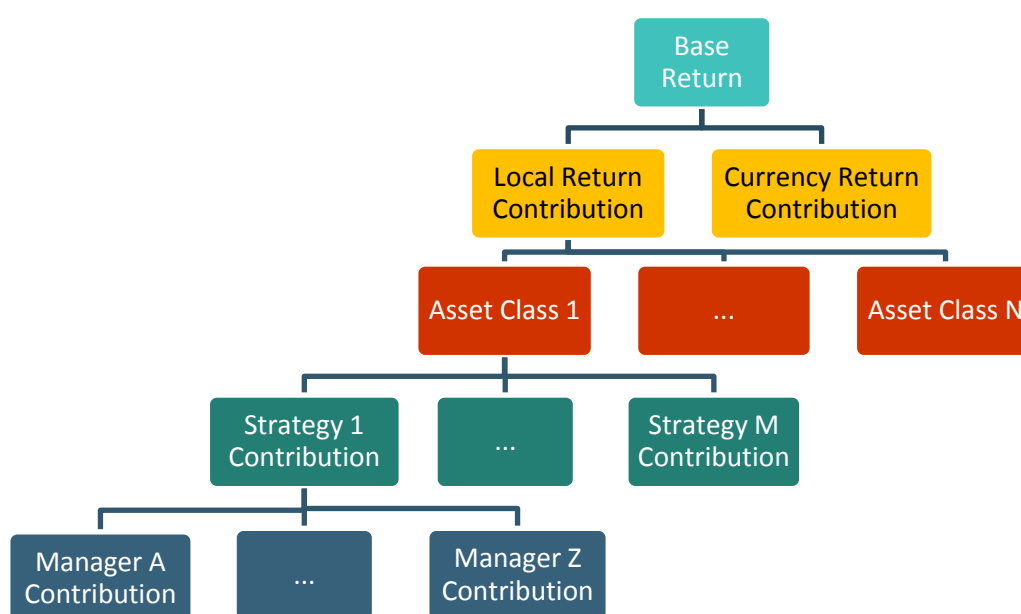 Base
Return
Local Return
Contribution
Currency Return
Contribution
Asset Class 1
...
Asset Class N
Strategy 1
Contribution
...
Strategy M
Contribution
Manager A
Contribution
...
Manager Z
Contribution